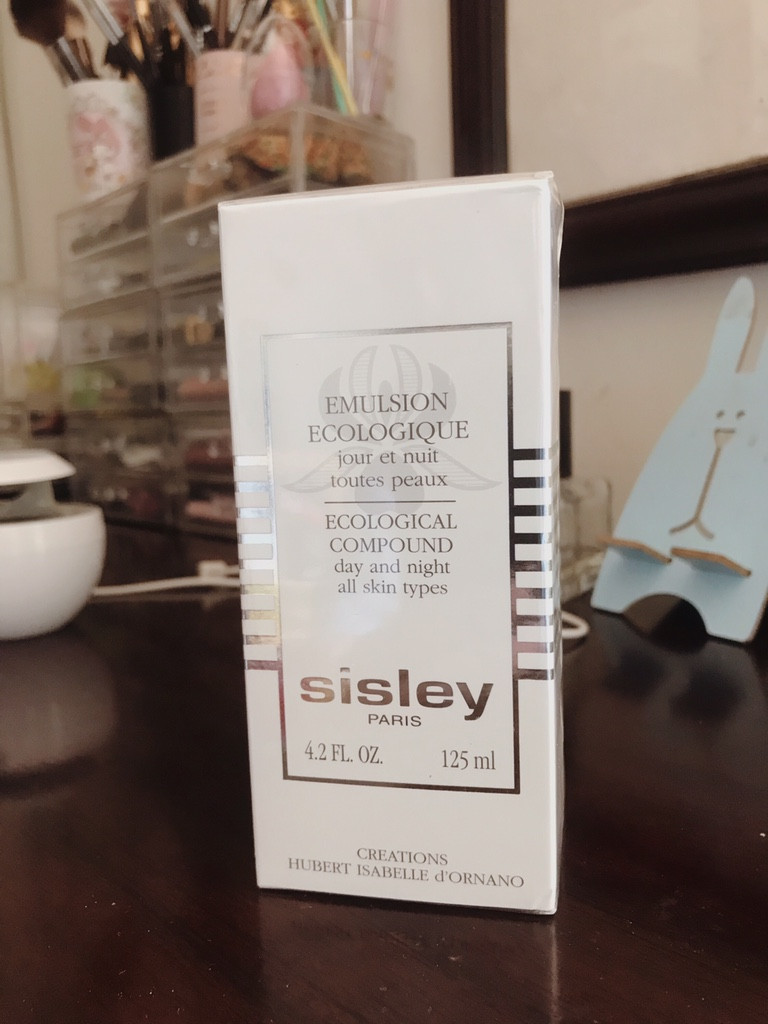 EMULSION
ECOLOGIQUE
jour et nuit
toutes peaux
ECOLOGICAL
COMPOUND
day and night
all skin types
sisley
PARIS
4.2 FL. OZ. 125 ml
CREATIONS
HUBERT ISABELLE d'ORNANO